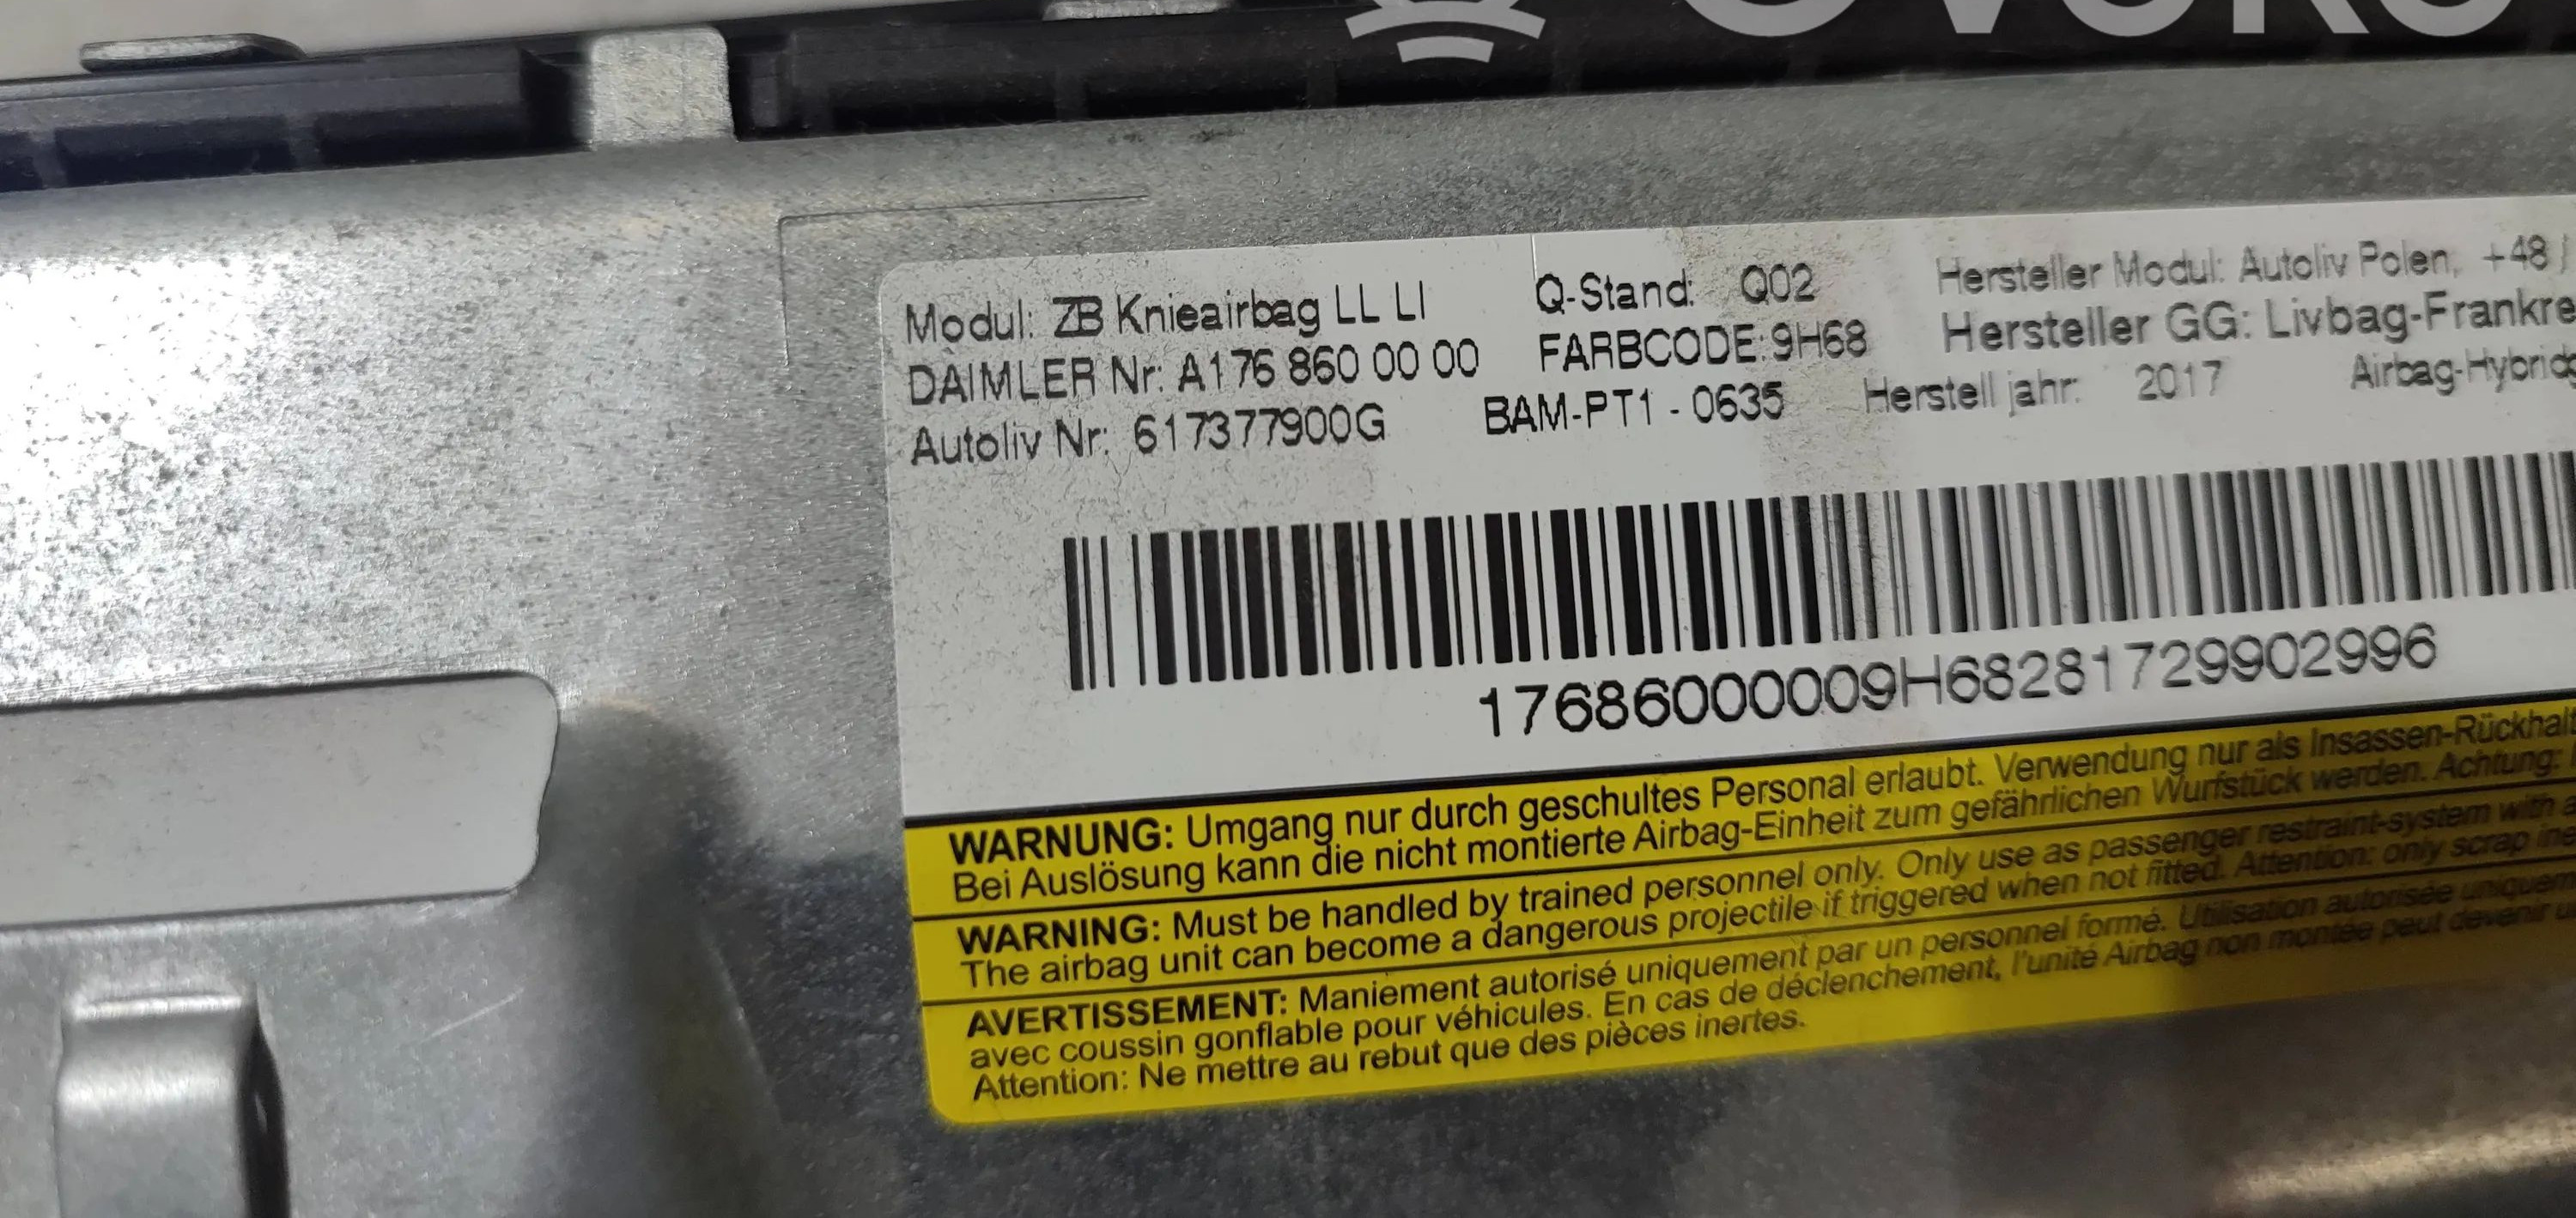 Modul: ZB Knieairbag LL LI
DAIMLER Nr: A176 860 00 00
Autoliv Nr: 617377900G
Q-Stand: Q02
FARBCODE:9H68
BAM-PT1 - 0635
Hersteller Modul: Autoliv Polen, +48
Hersteller GG: Livbag-Frankre
Herstell jahr: 2017 Airbag-Hybrid
17686000009H68281729902996
WARNUNG: Umgang nur durch geschultes Personal erlaubt. Verwendung nur als Insassen-Rückhalt
Bei Auslösung kann die nicht montierte Airbag-Einheit zum gefährlichen Wurfstück werden. Achtung:
WARNING: Must be handled by trained personnel only. Only use as passenger restraint-system with
The airbag unit can become a dangerous projectile if triggered when not fitted. Attention: only scrap
AVERTISSEMENT: Maniement autorisé uniquement par un personnel formé. Utilisation autorisée uniquem
avec coussin gonflable pour véhicules. En cas de déclenchement, l'unité Airbag non montée peut devenir
Attention: Ne mettre au rebut que des pièces inertes.